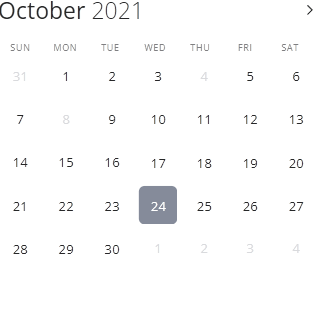 October 2021
SUN MON TUE WED THU FRI SAT
31 1 2 3 4 5 6
7 8 9 10 11 12 13
14 15 16 17 18 19 20
21 22 23 24 25 26 27
28 29 30 1 2 3 4